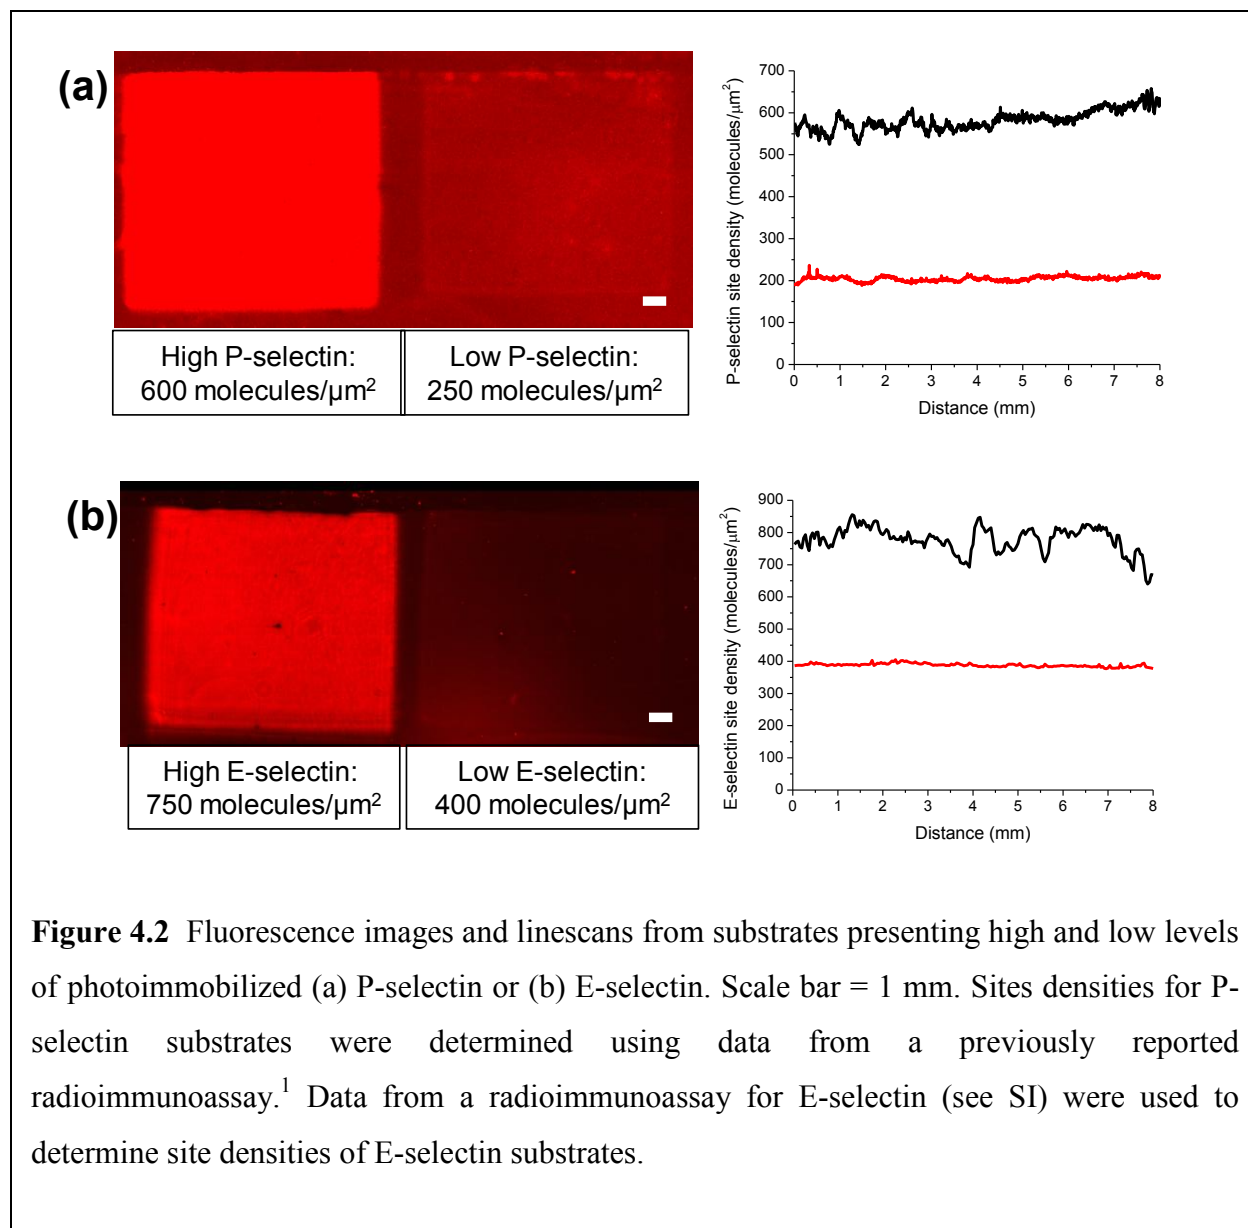 (a)
High P-selectin:
600 molecules/µm²
Low P-selectin:
250 molecules/µm²
P-selectin site density (molecules/µm²)
700
600
500
400
300
200
100
0
0 1 2 3 4 5 6 7 8
Distance (mm)
(b)
High E-selectin:
750 molecules/µm²
Low E-selectin:
400 molecules/µm²
E-selectin site density (molecules/µm²)
900
800
700
600
500
400
300
200
100
0
0 1 2 3 4 5 6 7 8
Distance (mm)
Figure 4.2 Fluorescence images and linescans from substrates presenting high and low levels
of photoimmobilized (a) P-selectin or (b) E-selectin. Scale bar = 1 mm. Sites densities for P-
selectin substrates were determined using data from a previously reported
radioimmunoassay.¹ Data from a radioimmunoassay for E-selectin (see SI) were used to
determine site densities of E-selectin substrates.